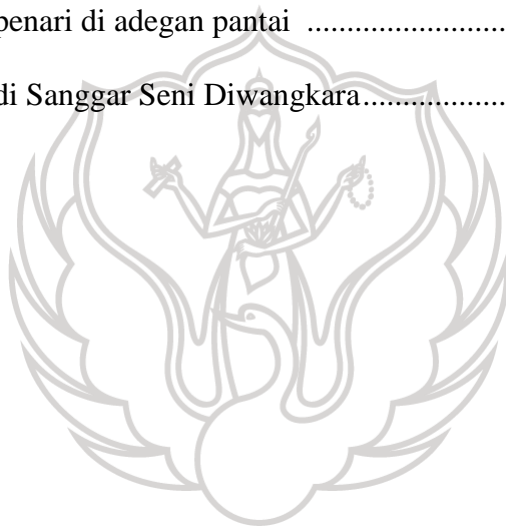 penari di adegan pantai .......................
di Sanggar Seni Diwangkara..................